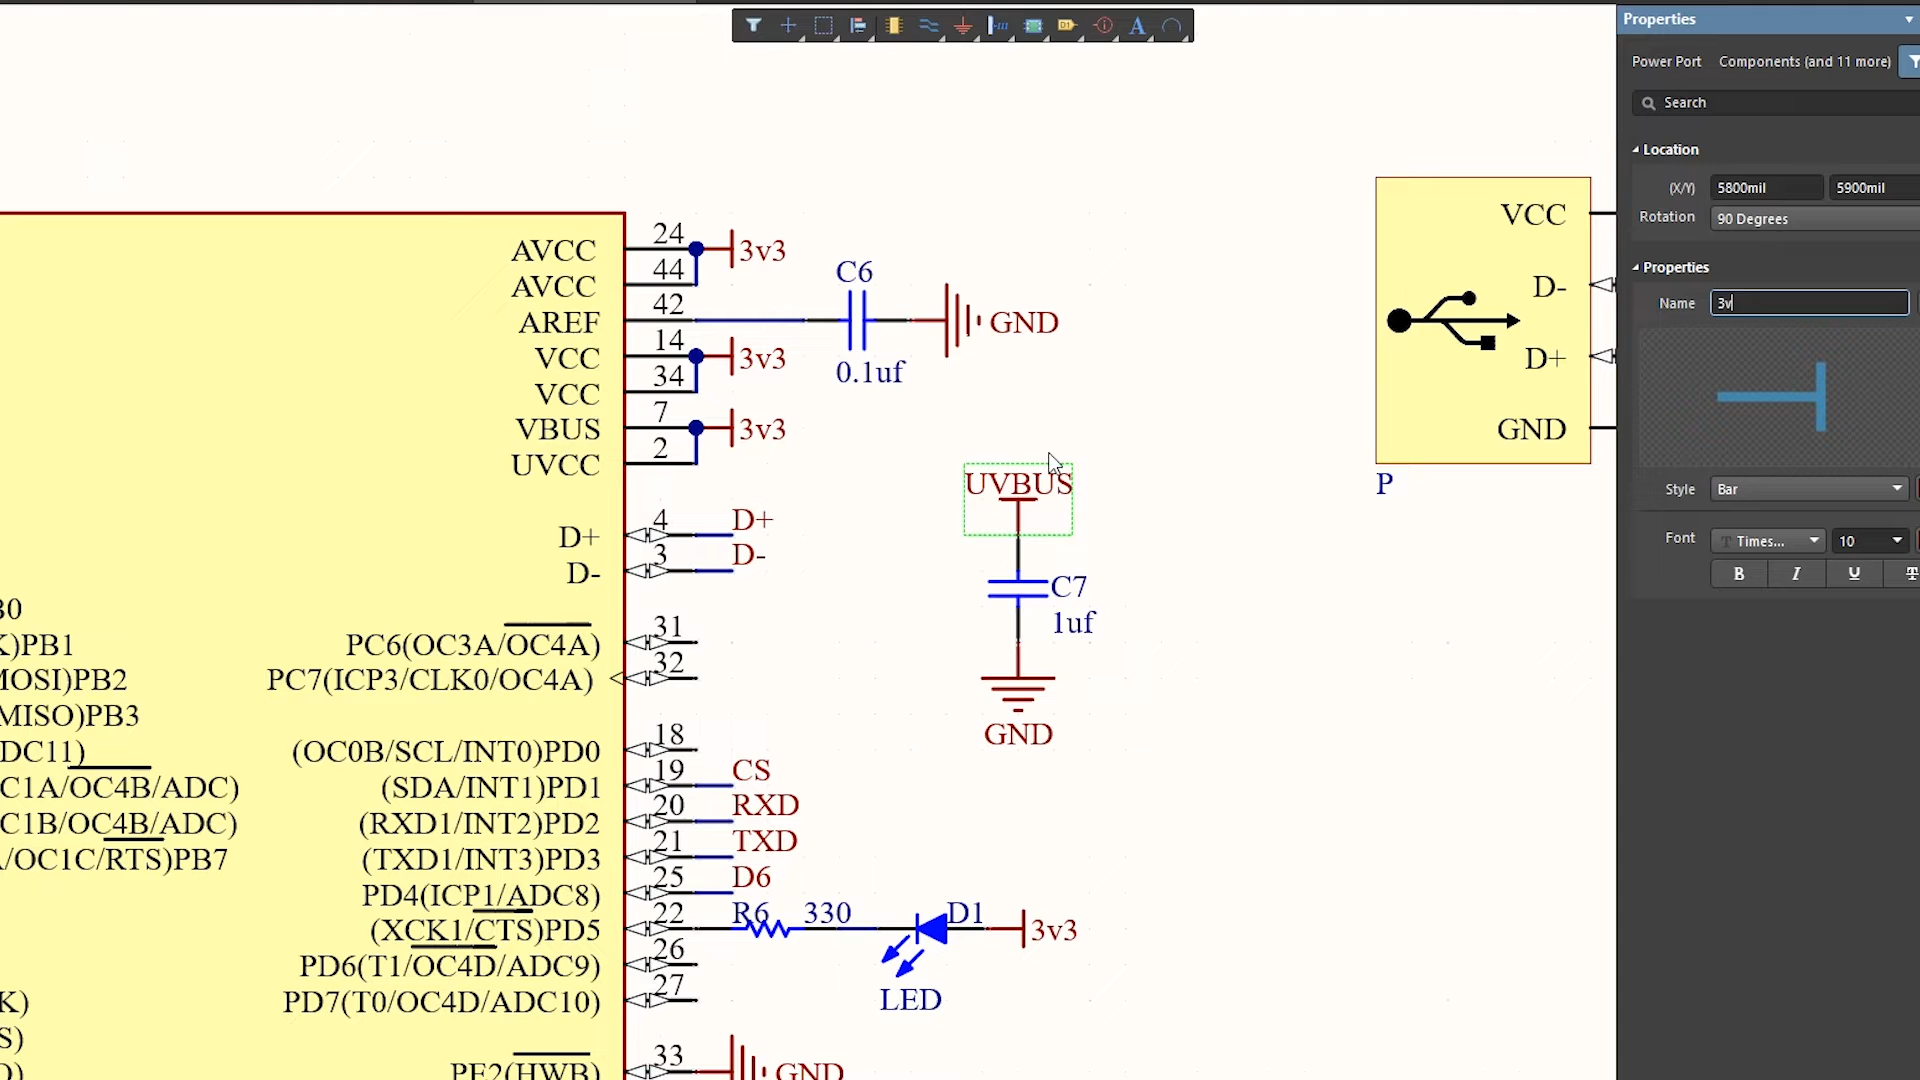 Properties
Power Port Components (and 11 more)
Search
Location
(X/Y) 5800mil 5900mil
Rotation 90 Degrees
Properties
Name 3v
Style Bar
Font Times... 10
B I U T
AVCC 24 3v3
AVCC 44
AREF 42 C6 0.1uf GND
VCC 14 3v3
VCC 34
VBUS 7 3v3
UVCC 2
D+ 4 D+
D- 3 D-
UVBUS
C7
1uf
GND
VCC
D-
D+
GND
P
B0
K)PB1
MOSI)PB2
MISO)PB3
DC11)
C1A/OC4B/ADC)
C1B/OC4B/ADC)
/OC1C/RTS)PB7
K)
S)
PC6(OC3A/OC4A) 31
PC7(ICP3/CLK0/OC4A) 32
(OC0B/SCL/INT0)PD0 18
(SDA/INT1)PD1 19 CS
(RXD1/INT2)PD2 20 RXD
(TXD1/INT3)PD3 21 TXD
PD4(ICP1/ADC8) 25 D6
(XCK1/CTS)PD5 22 R6 330 D1 3v3
LED
PD6(T1/OC4D/ADC9) 26
PD7(T0/OC4D/ADC10) 27
PE2(HWB) 33 GND